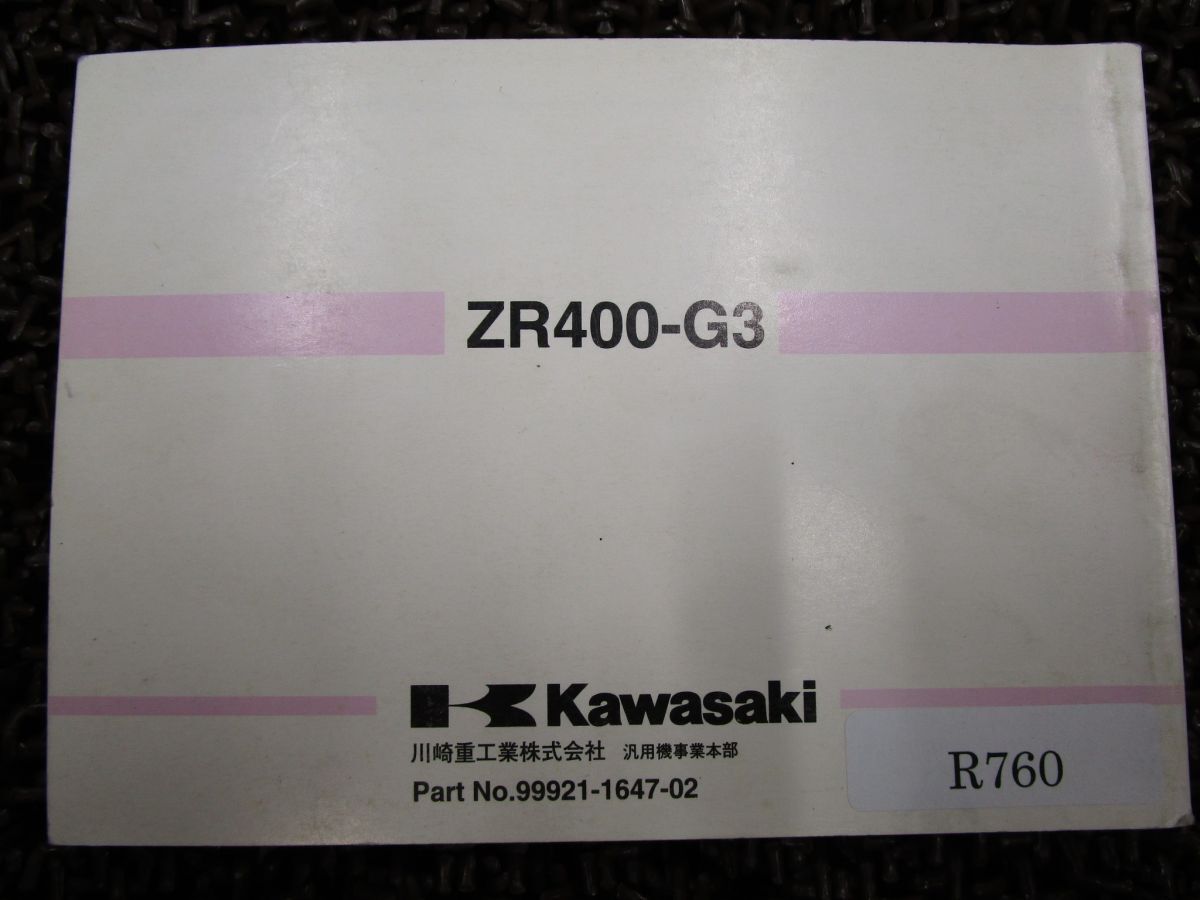 ZR400-G3
Kawasaki
川崎重工業株式会社 汎用機事業本部
Part No.99921-1647-02
R760